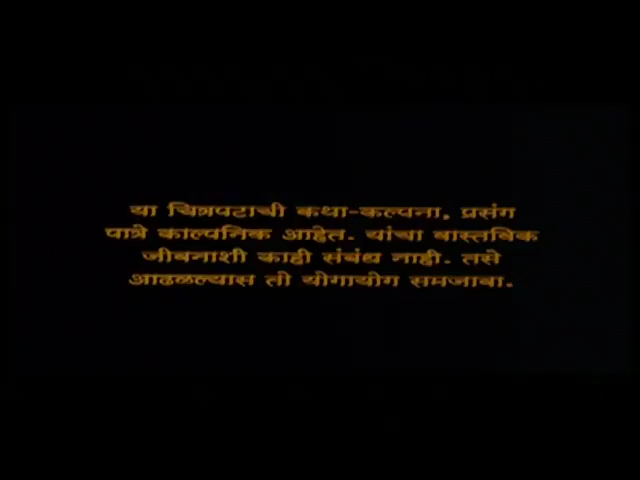 या चित्रपटाची कथा-कल्पना, प्रसंग
पात्रे काल्पनिक आहेत. यांचा वास्तविक
जीवनाशी काही संबंध नाही. तसे
आढळल्यास तो योगायोग समजावा.